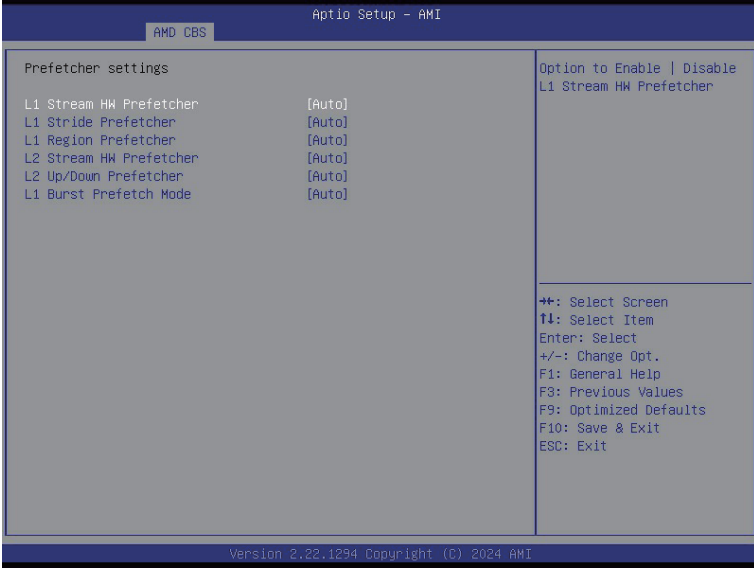 Aptio Setup – AMI
AMD CBS
Prefetcher settings
L1 Stream HW Prefetcher [Auto]
L1 Stride Prefetcher [Auto]
L1 Region Prefetcher [Auto]
L2 Stream HW Prefetcher [Auto]
L2 Up/Down Prefetcher [Auto]
L1 Burst Prefetch Mode [Auto]
Option to Enable | Disable
L1 Stream HW Prefetcher
→←: Select Screen
↑↓: Select Item
Enter: Select
+/-: Change Opt.
F1: General Help
F3: Previous Values
F9: Optimized Defaults
F10: Save & Exit
ESC: Exit
Version 2.22.1294 Copyright (C) 2024 AMI